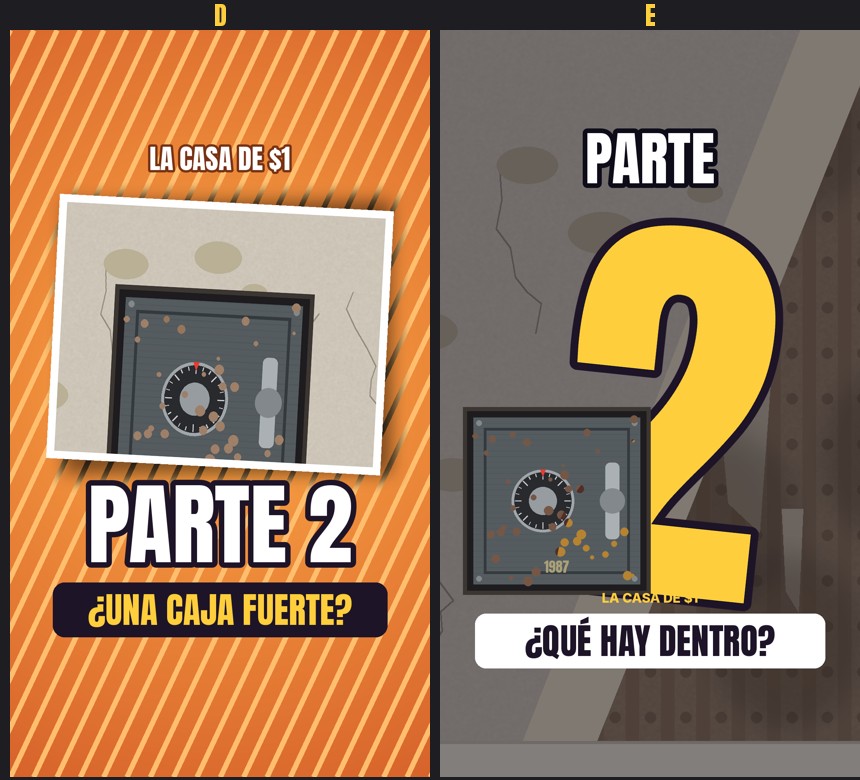 D
LA CASA DE $1
PARTE 2
¿UNA CAJA FUERTE?
E
PARTE
2
1987
LA CASA DE $1
¿QUÉ HAY DENTRO?